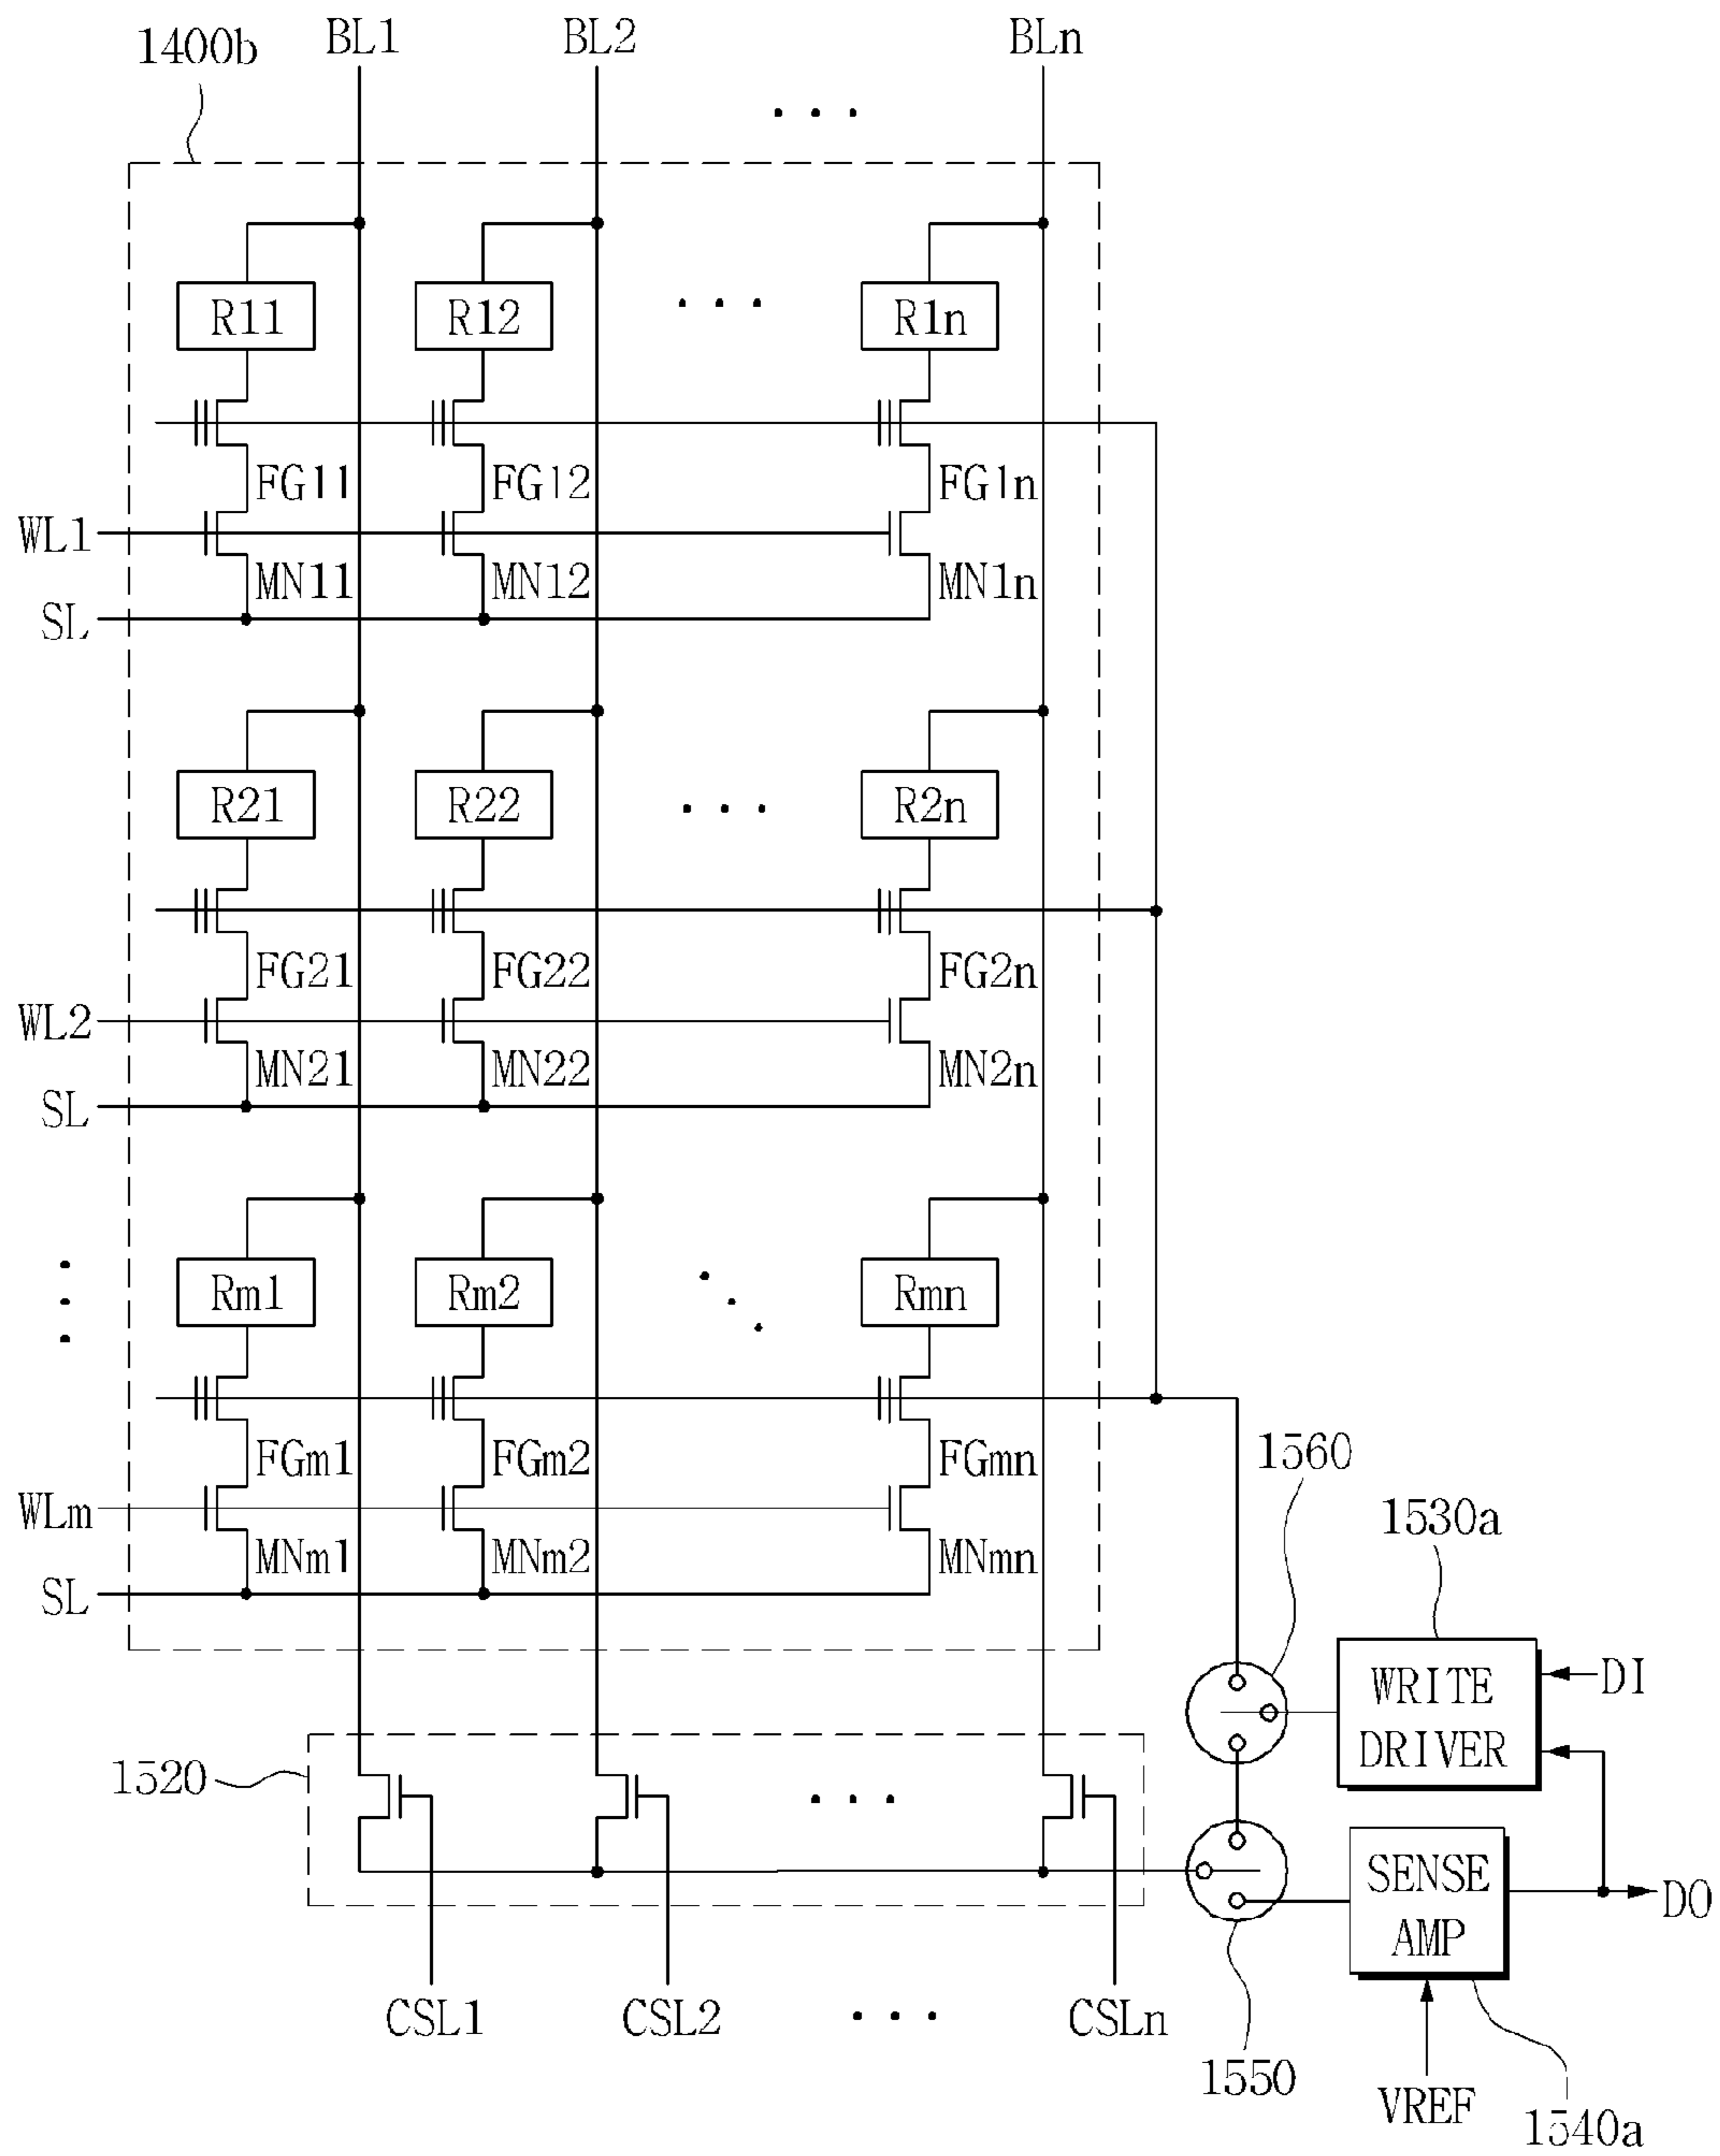 1400b
BL1 BL2 BLn
R11 R12 R1n
FG11 FG12 FG1n
WL1
MN11 MN12 MN1n
SL
R21 R22 R2n
FG21 FG22 FG2n
WL2
MN21 MN22 MN2n
SL
Rm1 Rm2 Rmn
FGm1 FGm2 FGmn
WLm
MNm1 MNm2 MNmn
SL
1560
1530a
WRITE
DRIVER
DI
1520
SENSE
AMP
DO
CSL1 CSL2 CSLn
1550
VREF
1540a